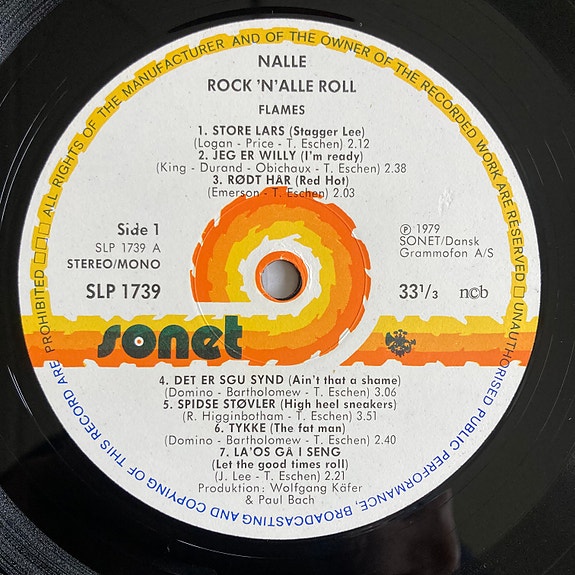 ALL RIGHTS OF THE MANUFACTURER AND OF THE OWNER OF THE RECORDED WORK ARE RESERVED □ UNAUTHORISED PUBLIC PERFORMANCE, BROADCASTING AND COPYING OF THIS RECORD ARE PROHIBITED □□□
NALLE
ROCK 'N'ALLE ROLL
FLAMES
1. STORE LARS (Stagger Lee)
(Logan - Price - T. Eschen) 2.12
2. JEG ER WILLY (I'm ready)
(King - Durand - Obichaux - T. Eschen) 2.38
3. RØDT HÅR (Red Hot)
(Emerson - T. Eschen) 2.03
Side 1
SLP 1739 A
STEREO/MONO
SLP 1739
Ⓟ 1979
SONET/Dansk
Grammofon A/S
33 1/3 n©b
sonet
4. DET ER SGU SYND (Ain't that a shame)
(Domino - Bartholomew - T. Eschen) 3.06
5. SPIDSE STØVLER (High heel sneakers)
(R. Higginbotham - T. Eschen) 3.51
6. TYKKE (The fat man)
(Domino - Bartholomew - T. Eschen) 2.40
7. LA'OS GÅ I SENG
(Let the good times roll)
(J. Lee - T. Eschen) 2.21
Produktion: Wolfgang Käfer
& Paul Bach